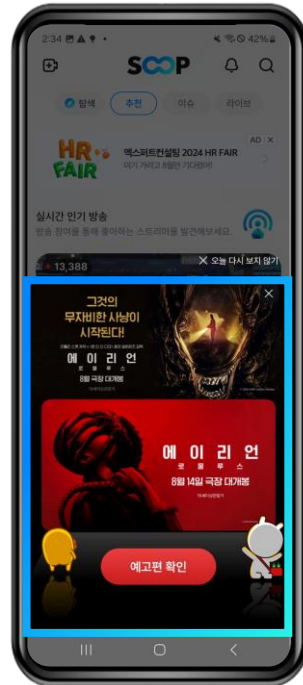 2:34
42%
SOOP
탐색
추천
이슈
라이브
HR
FAIR
엑스퍼트컨설팅 2024 HR FAIR
AD
실시간 인기 방송
방송 참여를 통해 좋아하는 스트리머를 발견해보세요.
13,388
오늘 다시 보지 않기
그것의
무자비한 사냥이
시작된다!
에이리언
로물루스
8월 극장 대개봉
에이리언
로물루스
8월 14일 극장 대개봉
예고편 확인